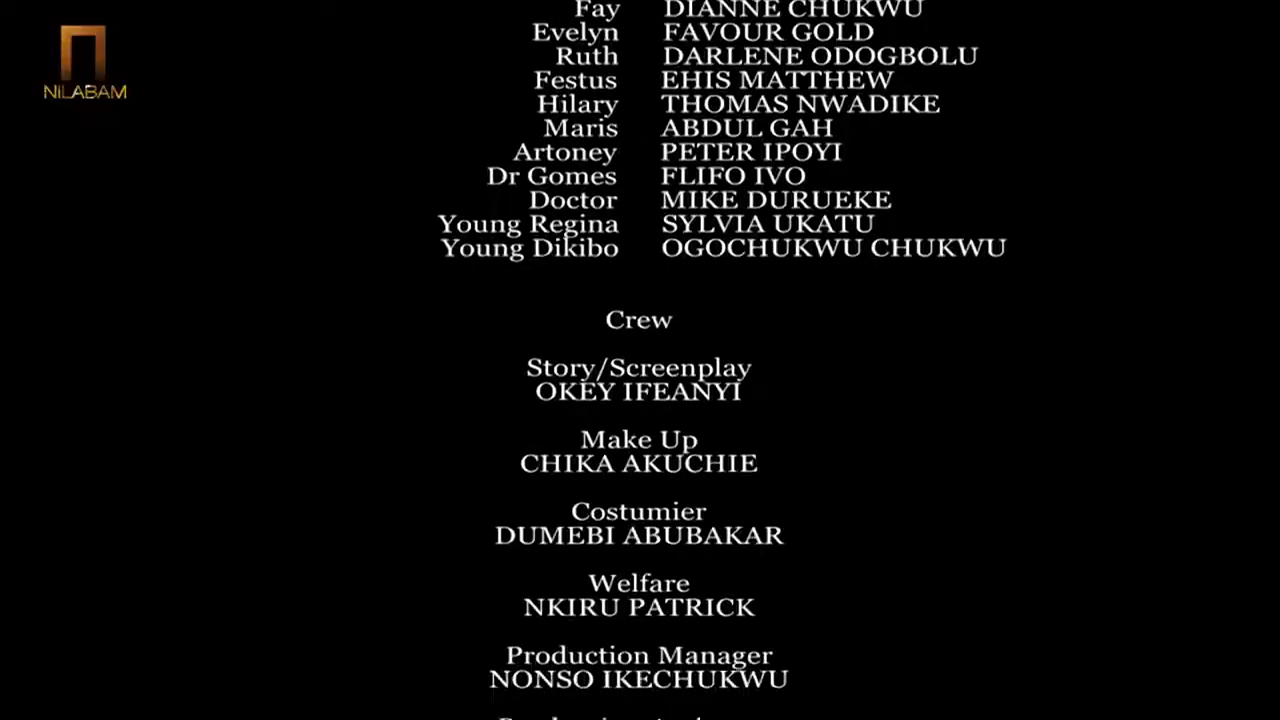 NILABAM
Fay DIANNE CHUKWU
Evelyn FAVOUR GOLD
Ruth DARLENE ODOGBOLU
Festus EHIS MATTHEW
Hilary THOMAS NWADIKE
Maris ABDUL GAH
Artoney PETER IPOYI
Dr Gomes FLIFO IVO
Doctor MIKE DURUEKE
Young Regina SYLVIA UKATU
Young Dikibo OGOCHUKWU CHUKWU
Crew
Story/Screenplay
OKEY IFEANYI
Make Up
CHIKA AKUCHIE
Costumier
DUMEBI ABUBAKAR
Welfare
NKIRU PATRICK
Production Manager
NONSO IKECHUKWU